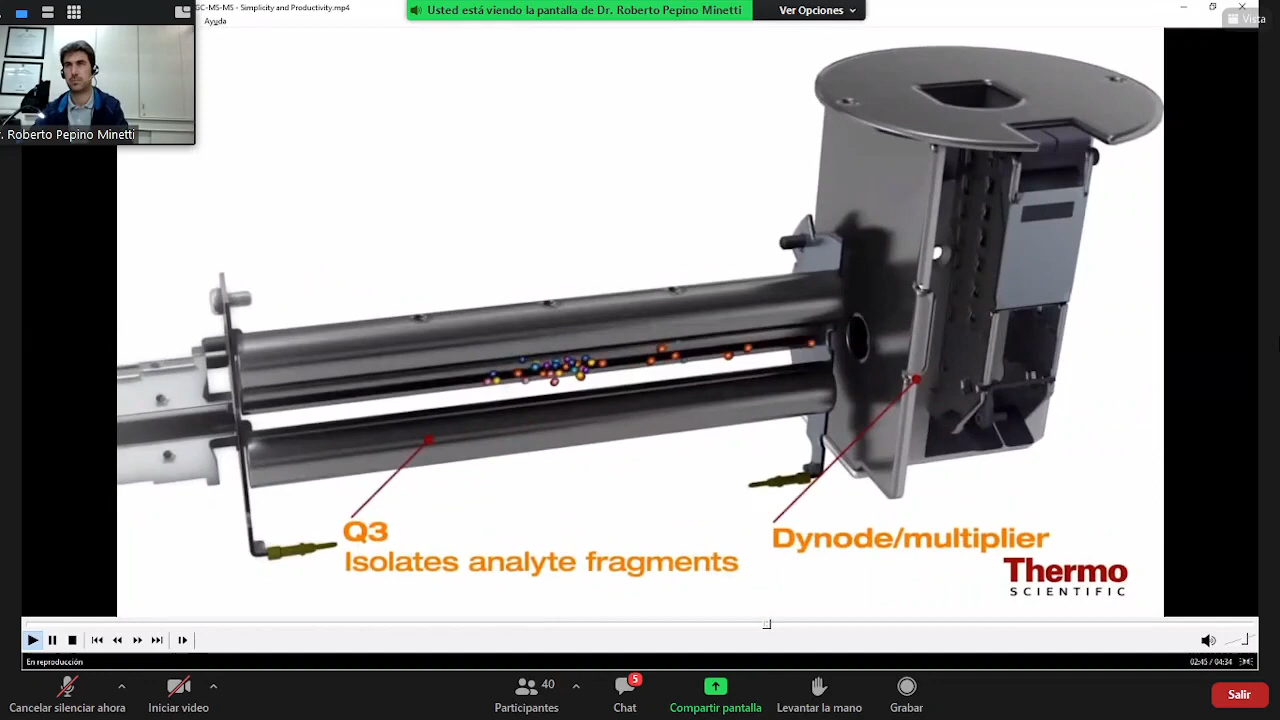 GC-MS-MS - Simplicity and Productivity.mp4
Usted está viendo la pantalla de Dr. Roberto Pepino Minetti
Ver Opciones
Vista
Ayuda
r. Roberto Pepino Minetti
Q3
Isolates analyte fragments
Dynode/multiplier
Thermo
SCIENTIFIC
En reproducción
02:45 / 04:34
5
40
Cancelar silenciar ahora
Iniciar video
Participantes
Chat
Compartir pantalla
Levantar la mano
Grabar
Salir